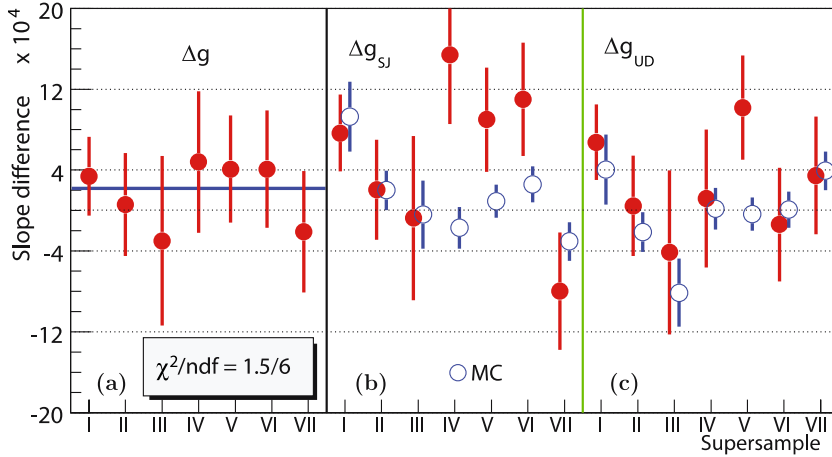 Slope difference x 10⁴
20
12
4
-4
-12
-20
Δg
Δg_SJ
Δg_UD
χ²/ndf = 1.5/6
MC
(a)
(b)
(c)
I II III IV V VI VII
I II III IV V VI VII
I II III IV V VI VII
Supersample